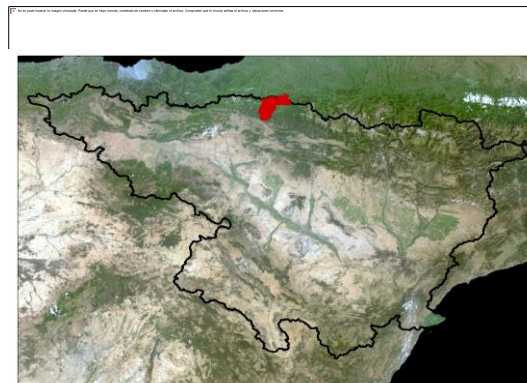 No se puede mostrar la imagen vinculada. Puede que se haya movido, cambiado de nombre o eliminado el archivo. Compruebe que el vínculo señala al archivo y ubicaciones correctos.